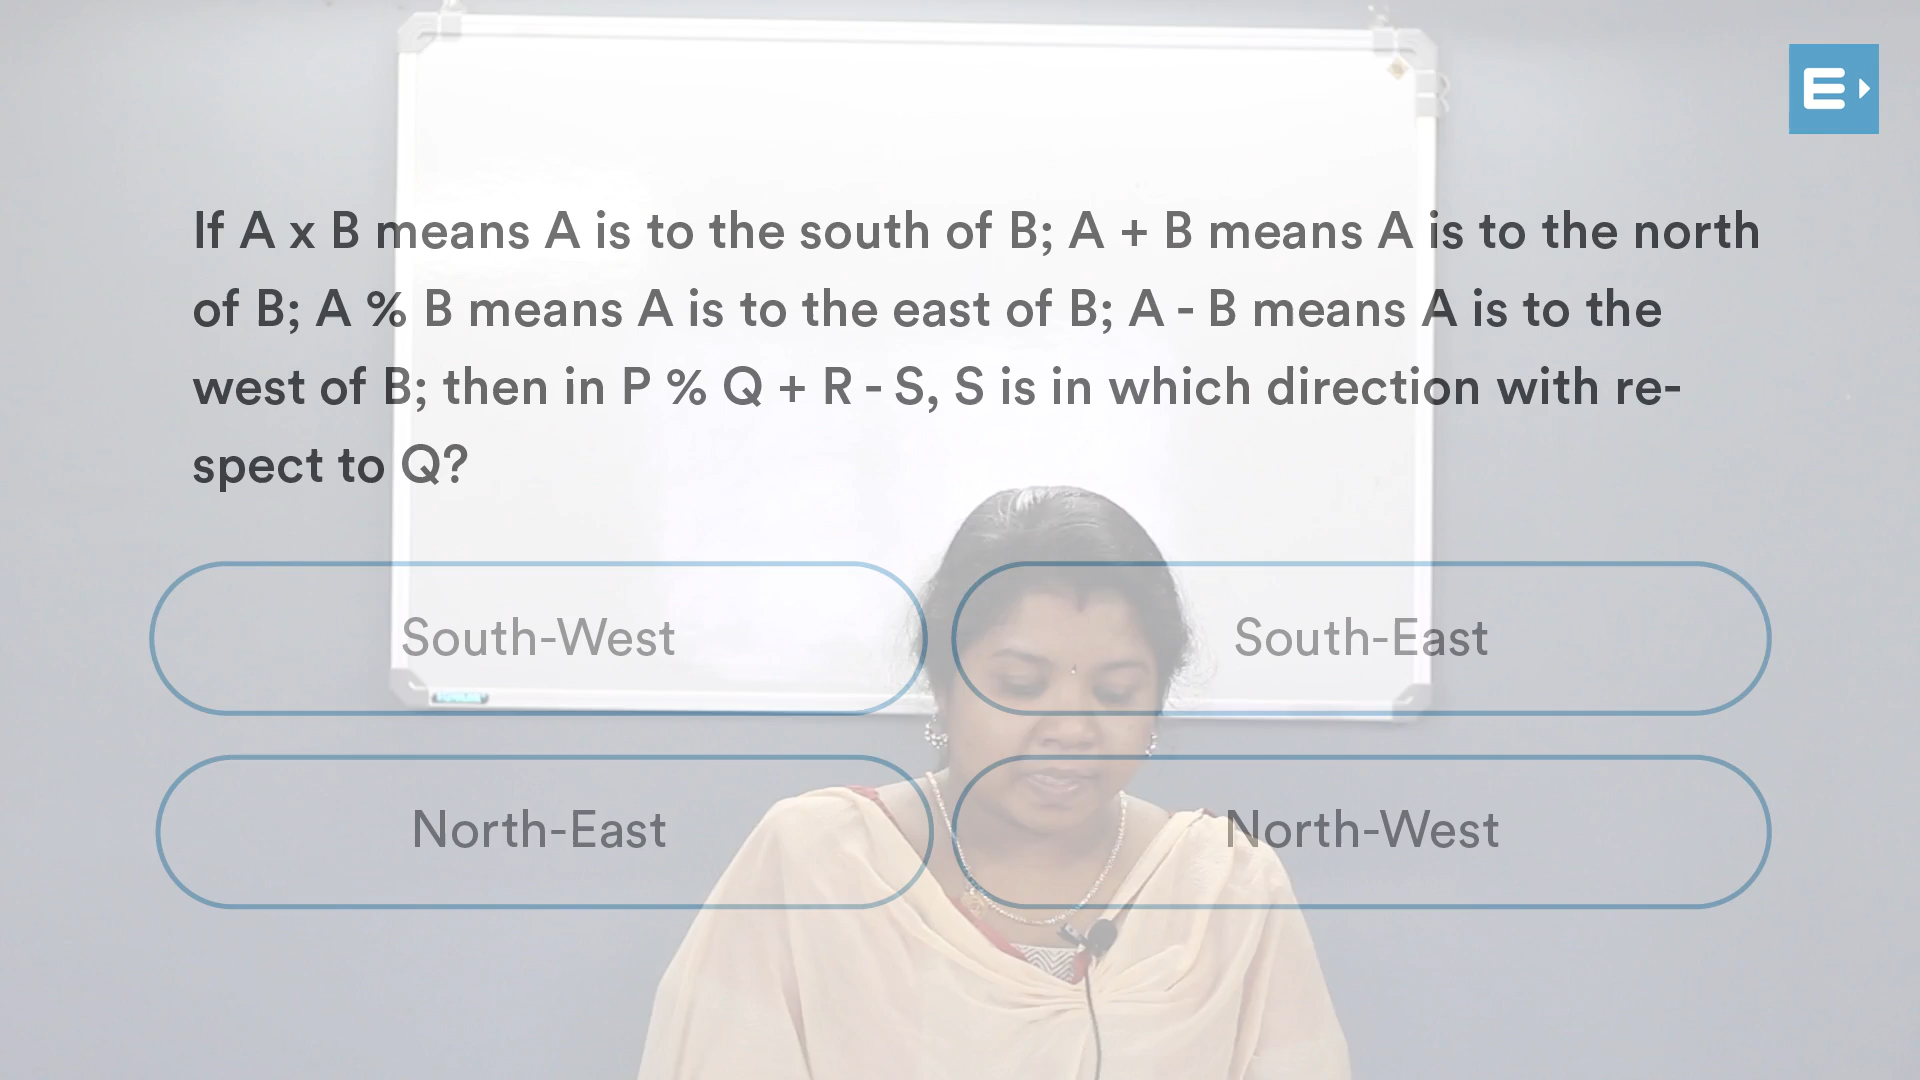 If A x B means A is to the south of B; A + B means A is to the north
of B; A % B means A is to the east of B; A - B means A is to the
west of B; then in P % Q + R - S, S is in which direction with re-
spect to Q?
South-West
South-East
North-East
North-West
E